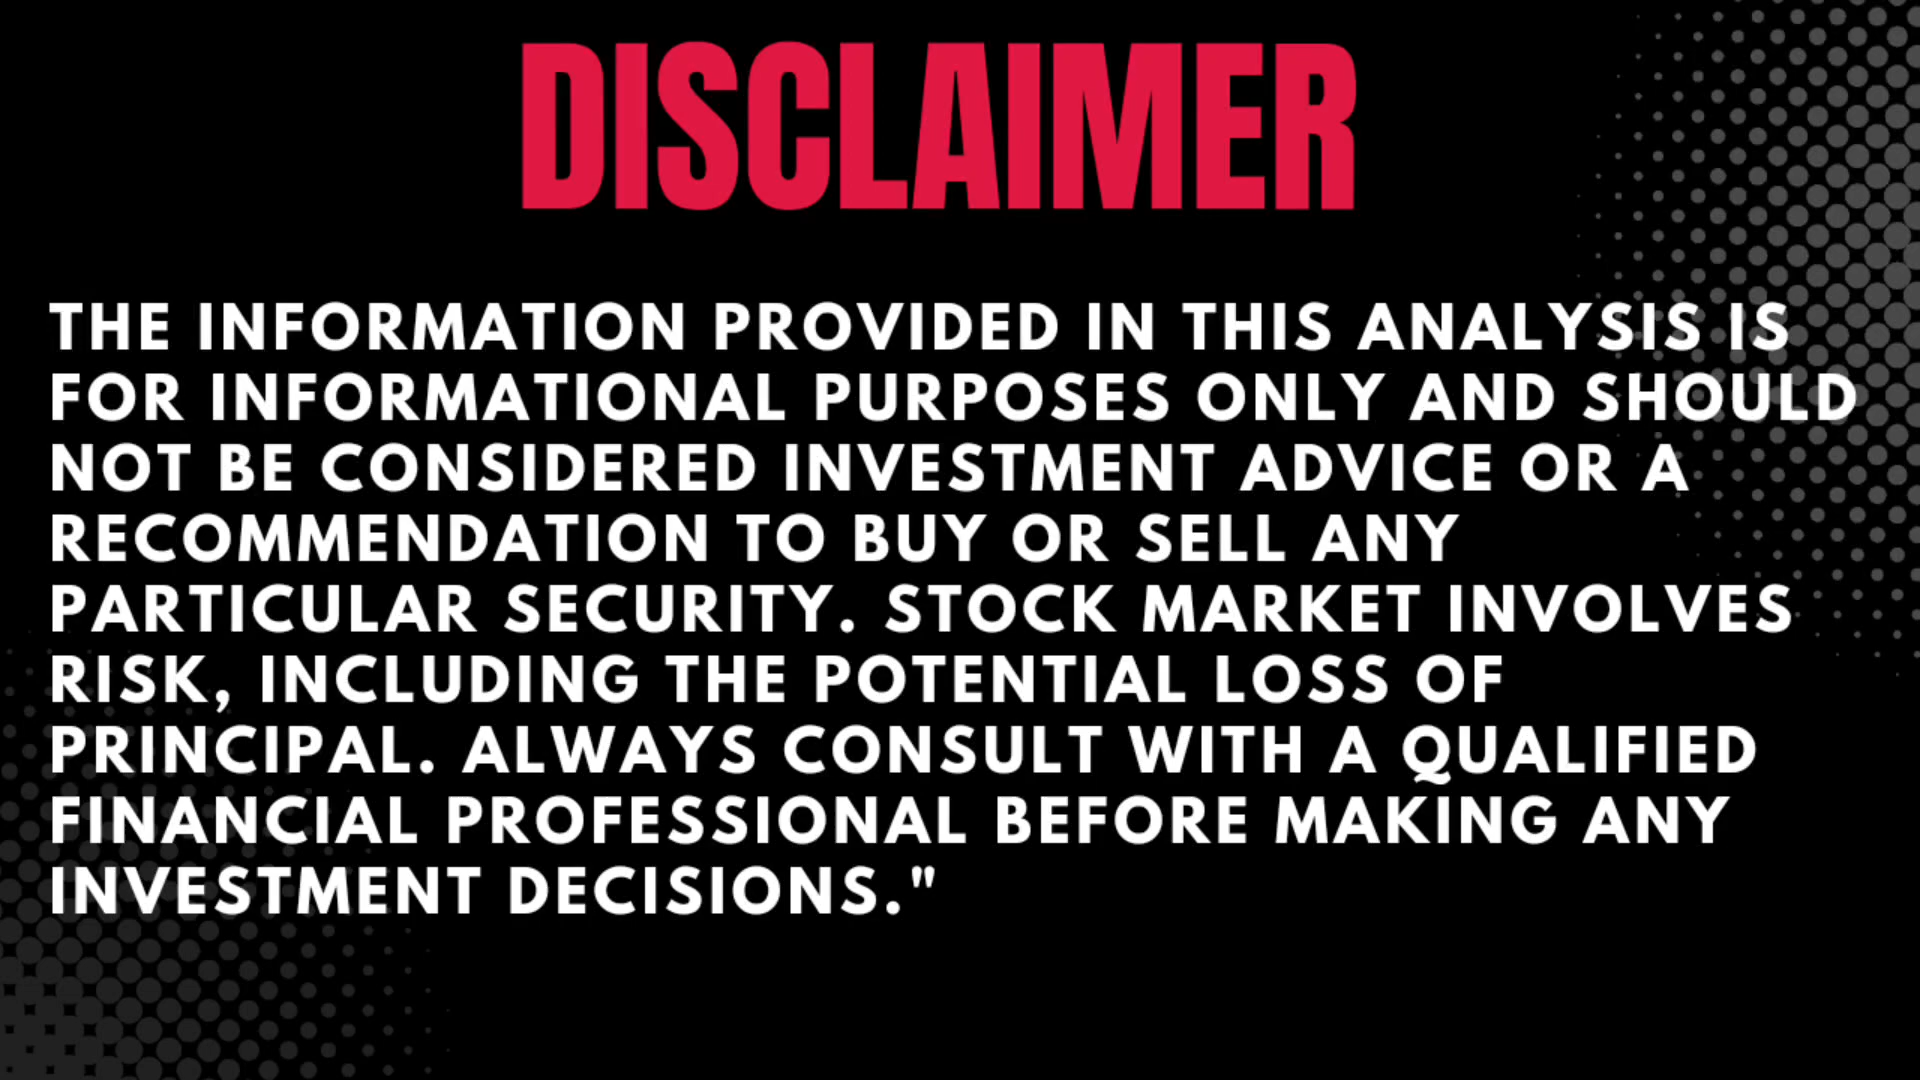 DISCLAIMER
THE INFORMATION PROVIDED IN THIS ANALYSIS IS
FOR INFORMATIONAL PURPOSES ONLY AND SHOULD
NOT BE CONSIDERED INVESTMENT ADVICE OR A
RECOMMENDATION TO BUY OR SELL ANY
PARTICULAR SECURITY. STOCK MARKET INVOLVES
RISK, INCLUDING THE POTENTIAL LOSS OF
PRINCIPAL. ALWAYS CONSULT WITH A QUALIFIED
FINANCIAL PROFESSIONAL BEFORE MAKING ANY
INVESTMENT DECISIONS."